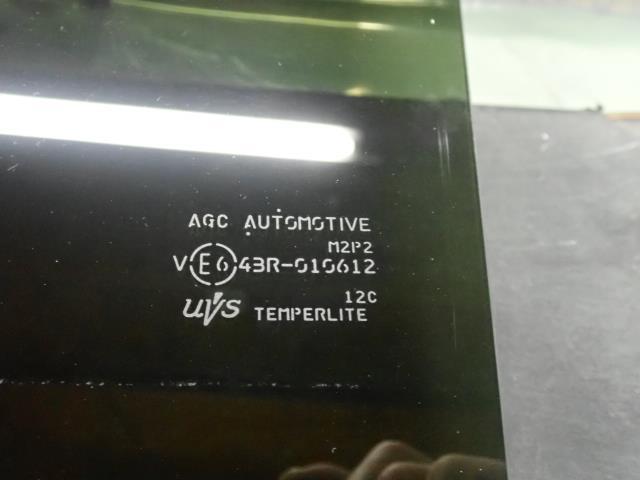 AGC AUTOMOTIVE
M2P2
V E6 43R-010612
uvs 12C
TEMPERLITE